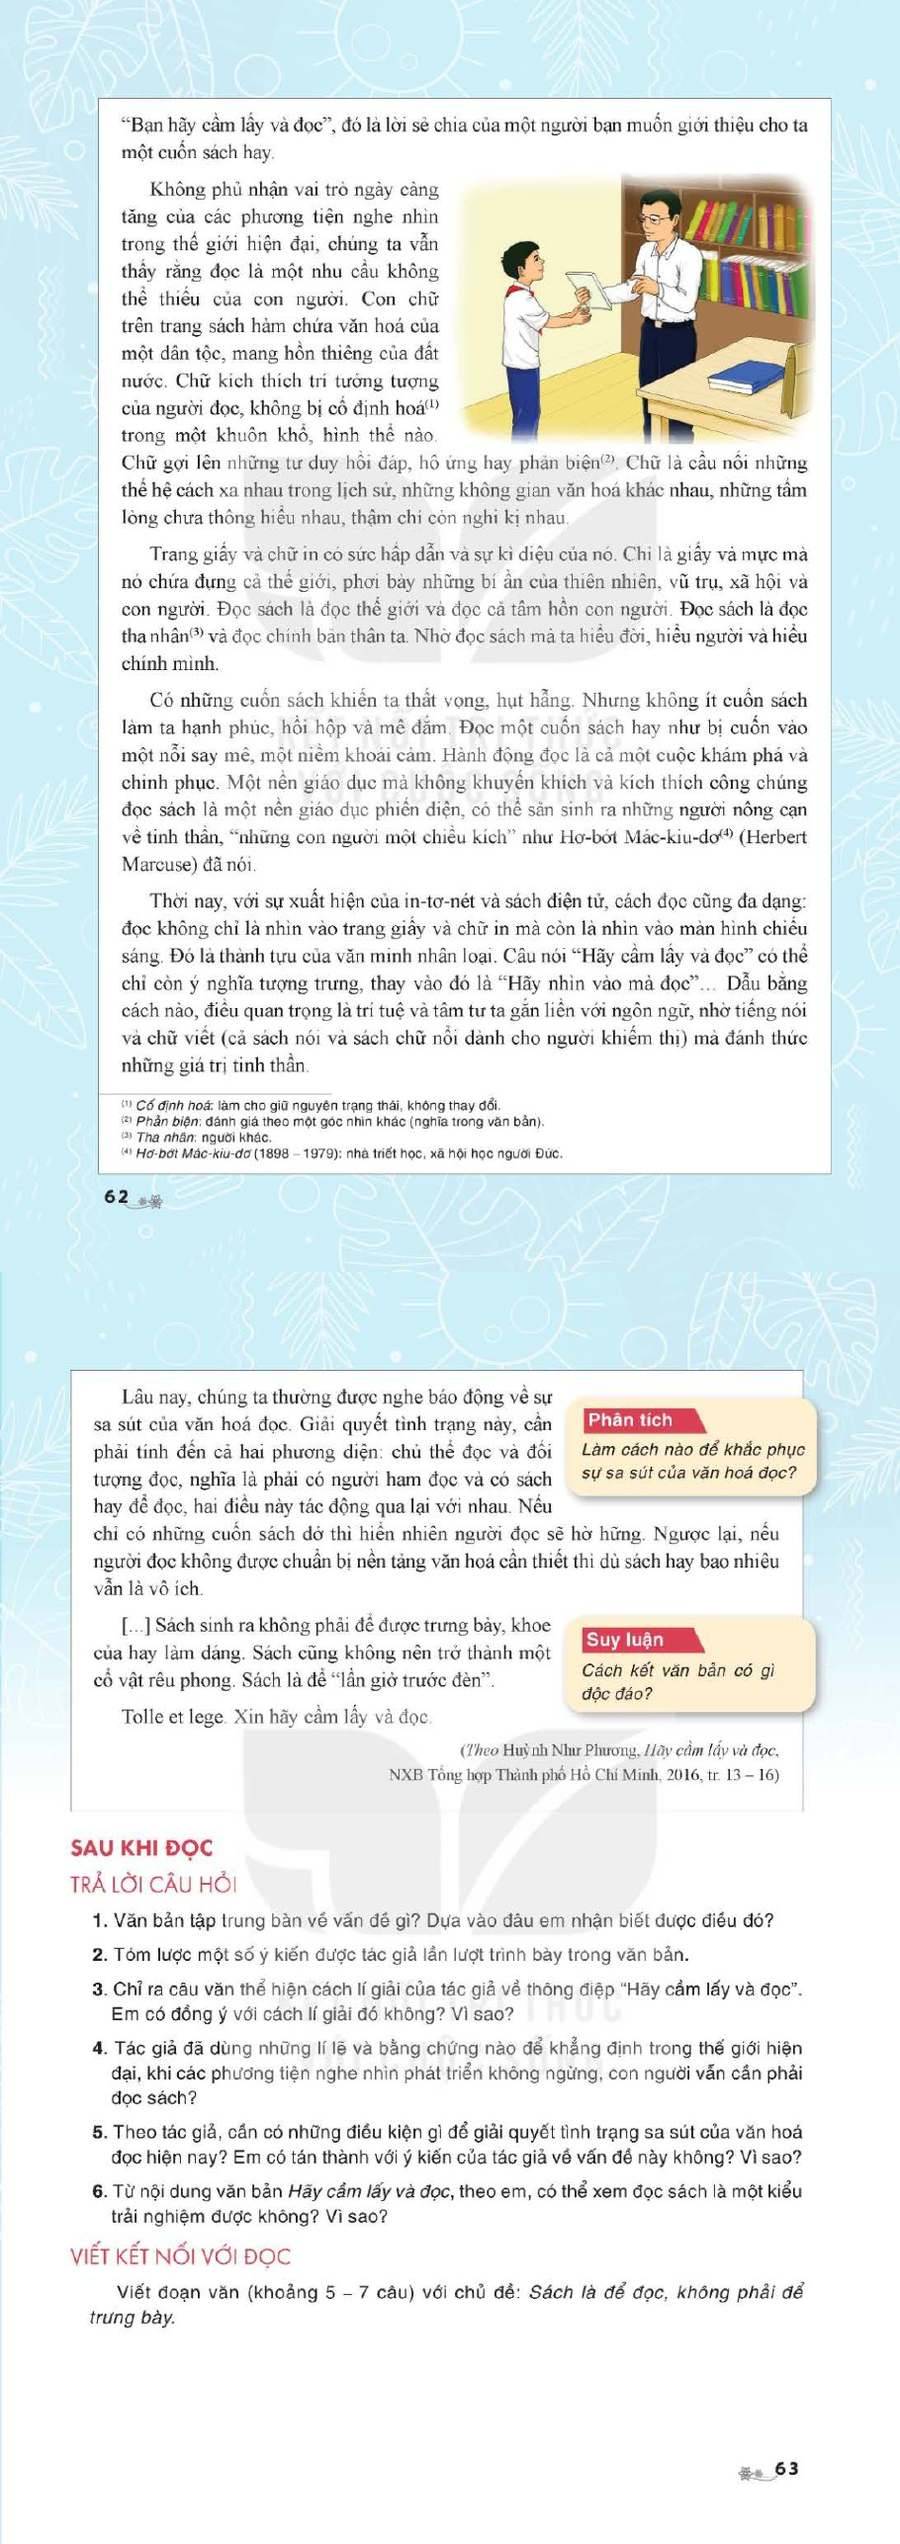 “Bạn hãy cầm lấy và đọc”, đó là lời sẻ chia của một người bạn muốn giới thiệu cho ta
một cuốn sách hay.
Không phủ nhận vai trò ngày càng
tăng của các phương tiện nghe nhìn
trong thế giới hiện đại, chúng ta vẫn
thấy rằng đọc là một nhu cầu không
thể thiếu của con người. Con chữ
trên trang sách hàm chứa văn hoá của
một dân tộc, mang hồn thiêng của đất
nước. Chữ kích thích trí tưởng tượng
của người đọc, không bị cố định hoá(1)
trong một khuôn khổ, hình thể nào.
Chữ gợi lên những tư duy hồi đáp, hô ứng hay phản biện(2). Chữ là cầu nối những
thế hệ cách xa nhau trong lịch sử, những không gian văn hoá khác nhau, những tấm
lòng chưa thông hiểu nhau, thậm chí còn nghi kị nhau.
Trang giấy và chữ in có sức hấp dẫn và sự kì diệu của nó. Chỉ là giấy và mực mà
nó chứa đựng cả thế giới, phơi bày những bí ẩn của thiên nhiên, vũ trụ, xã hội và
con người. Đọc sách là đọc thế giới và đọc cả tâm hồn con người. Đọc sách là đọc
tha nhân(3) và đọc chính bản thân ta. Nhờ đọc sách mà ta hiểu đời, hiểu người và hiểu
chính mình.
Có những cuốn sách khiến ta thất vọng, hụt hẫng. Nhưng không ít cuốn sách
làm ta hạnh phúc, hồi hộp và mê đắm. Đọc một cuốn sách hay như bị cuốn vào
một nỗi say mê, một niềm khoái cảm. Hành động đọc là cả một cuộc khám phá và
chinh phục. Một nền giáo dục mà không khuyến khích và kích thích công chúng
đọc sách là một nền giáo dục phiến diện, có thể sản sinh ra những người nông cạn
về tinh thần, “những con người một chiều kích” như Hơ-bớt Mác-kiu-dơ(4) (Herbert
Marcuse) đã nói.
Thời nay, với sự xuất hiện của in-tơ-nét và sách điện tử, cách đọc cũng đa dạng:
đọc không chỉ là nhìn vào trang giấy và chữ in mà còn là nhìn vào màn hình chiếu
sáng. Đó là thành tựu của văn minh nhân loại. Câu nói “Hãy cầm lấy và đọc” có thể
chỉ còn ý nghĩa tượng trưng, thay vào đó là “Hãy nhìn vào mà đọc”… Dẫu bằng
cách nào, điều quan trọng là trí tuệ và tâm tư ta gắn liền với ngôn ngữ, nhờ tiếng nói
và chữ viết (cả sách nói và sách chữ nổi dành cho người khiếm thị) mà đánh thức
những giá trị tinh thần.
(1) Cố định hoá: làm cho giữ nguyên trạng thái, không thay đổi.
(2) Phản biện: đánh giá theo một góc nhìn khác (nghĩa trong văn bản).
(3) Tha nhân: người khác.
(4) Hơ-bớt Mác-kiu-dơ (1898 – 1979): nhà triết học, xã hội học người Đức.
62
Lâu nay, chúng ta thường được nghe báo động về sự
sa sút của văn hoá đọc. Giải quyết tình trạng này, cần
phải tính đến cả hai phương diện: chủ thể đọc và đối
tượng đọc, nghĩa là phải có người ham đọc và có sách
hay để đọc, hai điều này tác động qua lại với nhau. Nếu
chỉ có những cuốn sách dở thì hiển nhiên người đọc sẽ hờ hững. Ngược lại, nếu
người đọc không được chuẩn bị nền tảng văn hoá cần thiết thì dù sách hay bao nhiêu
vẫn là vô ích.
Phân tích
Làm cách nào để khắc phục
sự sa sút của văn hoá đọc?
[...] Sách sinh ra không phải để được trưng bày, khoe
của hay làm dáng. Sách cũng không nên trở thành một
cổ vật rêu phong. Sách là để “lần giở trước đèn”.
Suy luận
Cách kết văn bản có gì
độc đáo?
Tolle et lege. Xin hãy cầm lấy và đọc.
(Theo Huỳnh Như Phương, Hãy cầm lấy và đọc,
NXB Tổng hợp Thành phố Hồ Chí Minh, 2016, tr. 13 – 16)
SAU KHI ĐỌC
TRẢ LỜI CÂU HỎI
1. Văn bản tập trung bàn về vấn đề gì? Dựa vào đâu em nhận biết được điều đó?
2. Tóm lược một số ý kiến được tác giả lần lượt trình bày trong văn bản.
3. Chỉ ra câu văn thể hiện cách lí giải của tác giả về thông điệp “Hãy cầm lấy và đọc”.
Em có đồng ý với cách lí giải đó không? Vì sao?
4. Tác giả đã dùng những lí lẽ và bằng chứng nào để khẳng định trong thế giới hiện
đại, khi các phương tiện nghe nhìn phát triển không ngừng, con người vẫn cần phải
đọc sách?
5. Theo tác giả, cần có những điều kiện gì để giải quyết tình trạng sa sút của văn hoá
đọc hiện nay? Em có tán thành với ý kiến của tác giả về vấn đề này không? Vì sao?
6. Từ nội dung văn bản Hãy cầm lấy và đọc, theo em, có thể xem đọc sách là một kiểu
trải nghiệm được không? Vì sao?
VIẾT KẾT NỐI VỚI ĐỌC
Viết đoạn văn (khoảng 5 – 7 câu) với chủ đề: Sách là để đọc, không phải để
trưng bày.
63
KẾT NỐI TRI THỨC
VỚI CUỘC SỐNG
KẾT NỐI TRI THỨC
VỚI CUỘC SỐNG